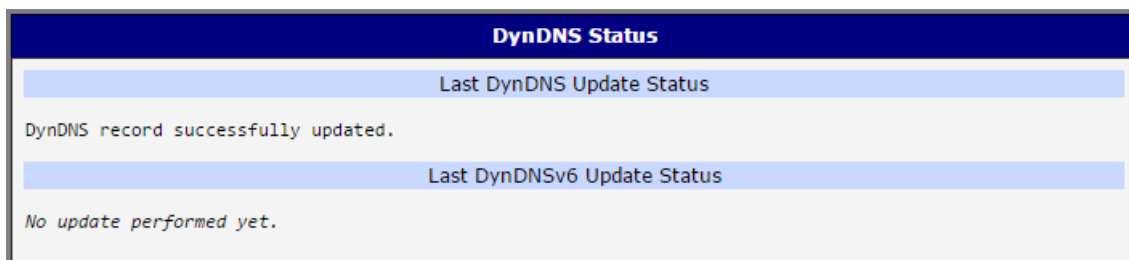 DynDNS Status
Last DynDNS Update Status
DynDNS record successfully updated.
Last DynDNSv6 Update Status
No update performed yet.